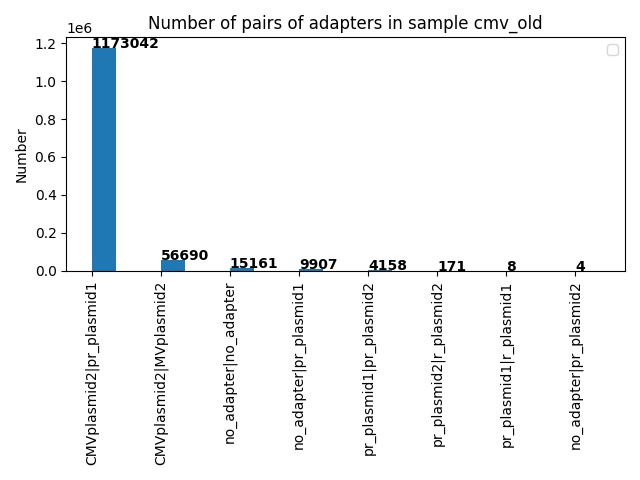 Number of pairs of adapters in sample cmv_old
1e6
1.2
1.0
0.8
0.6
0.4
0.2
0.0
Number
1173042
56690
15161
9907
4158
171
8
4
CMVplasmid2|pr_plasmid1
CMVplasmid2|MVplasmid2
no_adapter|no_adapter
no_adapter|pr_plasmid1
pr_plasmid1|pr_plasmid2
pr_plasmid2|r_plasmid2
pr_plasmid1|r_plasmid1
no_adapter|pr_plasmid2